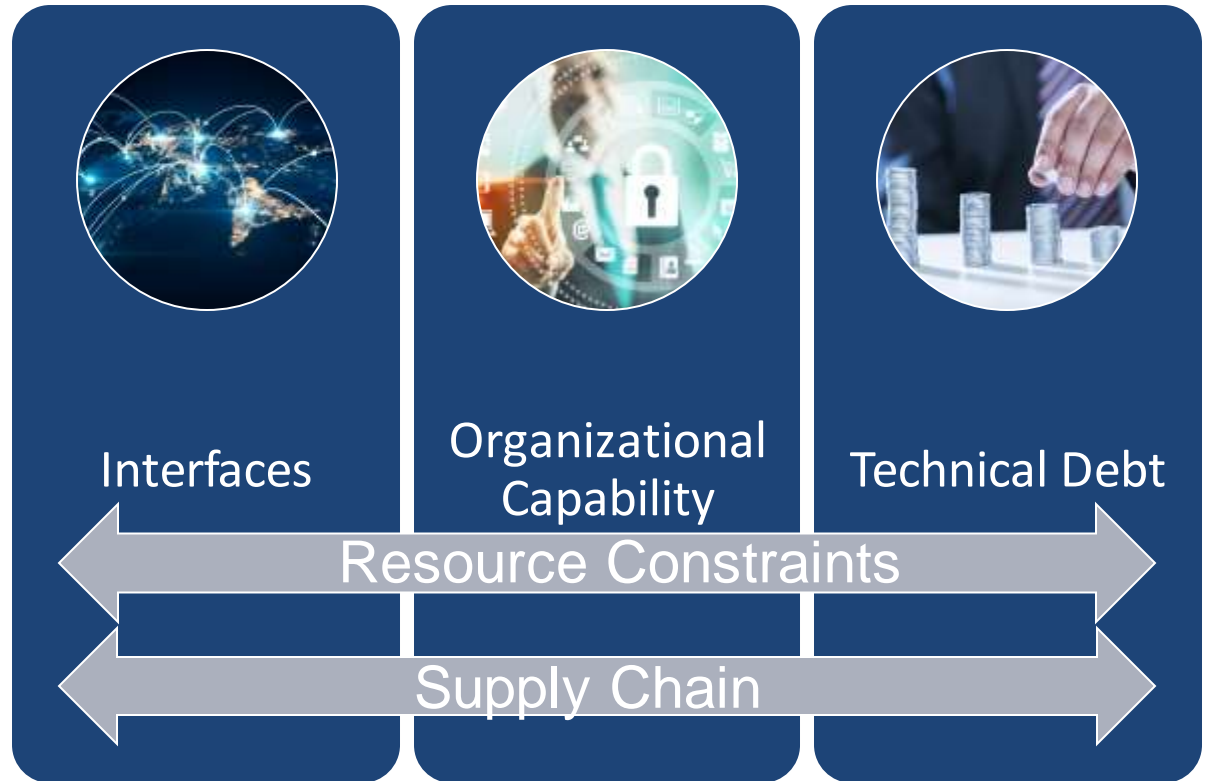 Interfaces
Organizational
Capability
Technical Debt
Resource Constraints
Supply Chain